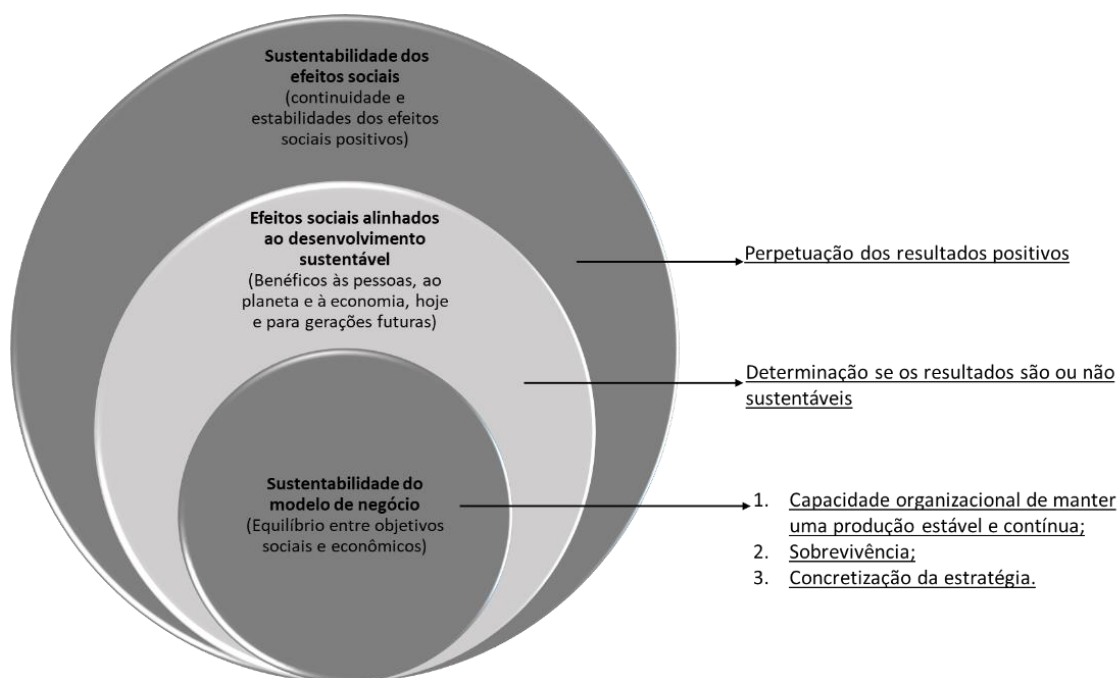 Sustentabilidade dos
efeitos sociais
(continuidade e
estabilidades dos efeitos
sociais positivos)
Efeitos sociais alinhados
ao desenvolvimento
sustentável
(Benéficos às pessoas, ao
planeta e à economia, hoje
e para gerações futuras)
Sustentabilidade do
modelo de negócio
(Equilíbrio entre objetivos
sociais e econômicos)
Perpetuação dos resultados positivos
Determinação se os resultados são ou não
sustentáveis
1. Capacidade organizacional de manter
uma produção estável e contínua;
2. Sobrevivência;
3. Concretização da estratégia.